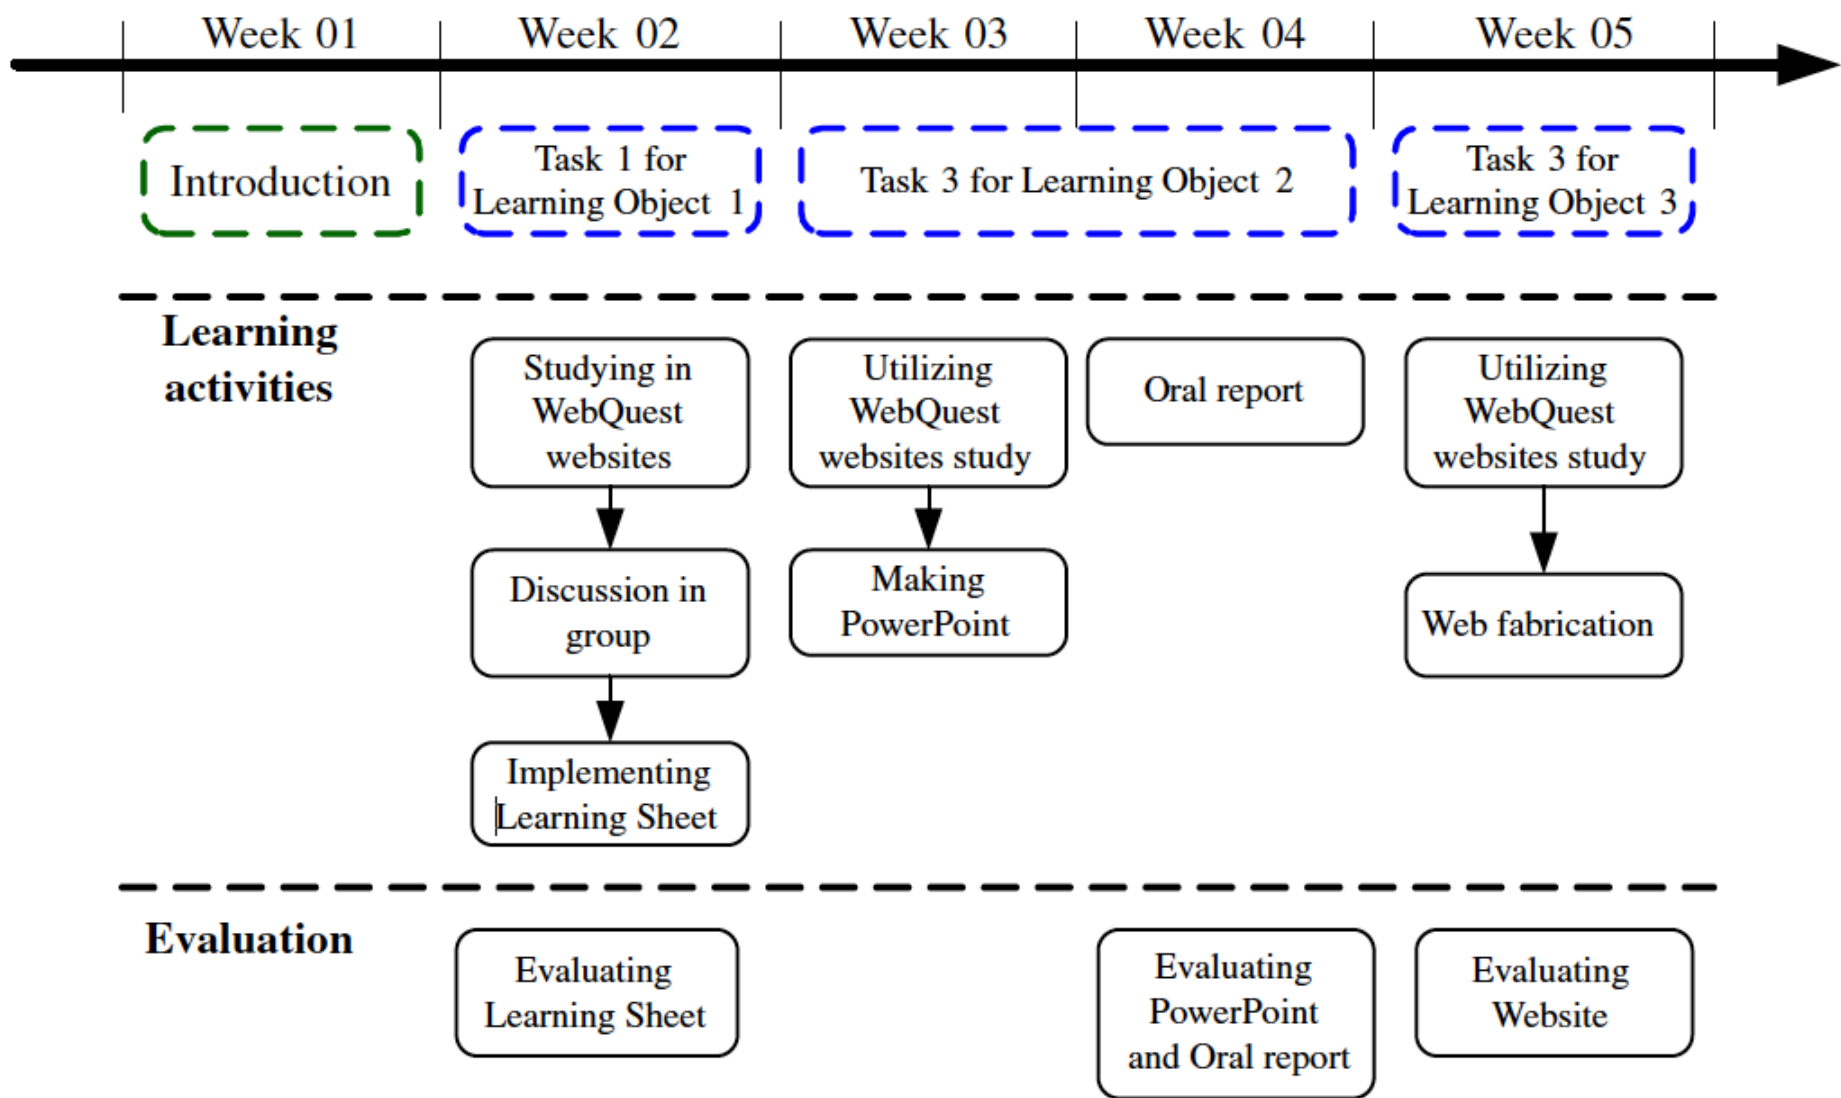 Week 01
Week 02
Week 03
Week 04
Week 05
Introduction
Task 1 for
Learning Object 1
Task 3 for Learning Object 2
Task 3 for
Learning Object 3
Learning
activities
Studying in
WebQuest
websites
Discussion in
group
Implementing
Learning Sheet
Utilizing
WebQuest
websites study
Making
PowerPoint
Oral report
Utilizing
WebQuest
websites study
Web fabrication
Evaluation
Evaluating
Learning Sheet
Evaluating
PowerPoint
and Oral report
Evaluating
Website